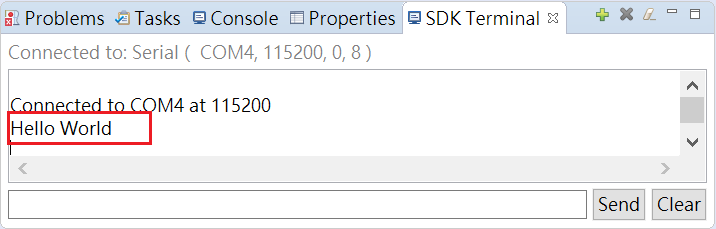 Problems Tasks Console Properties SDK Terminal
Connected to: Serial ( COM4, 115200, 0, 8 )
Connected to COM4 at 115200
Hello World
Send Clear